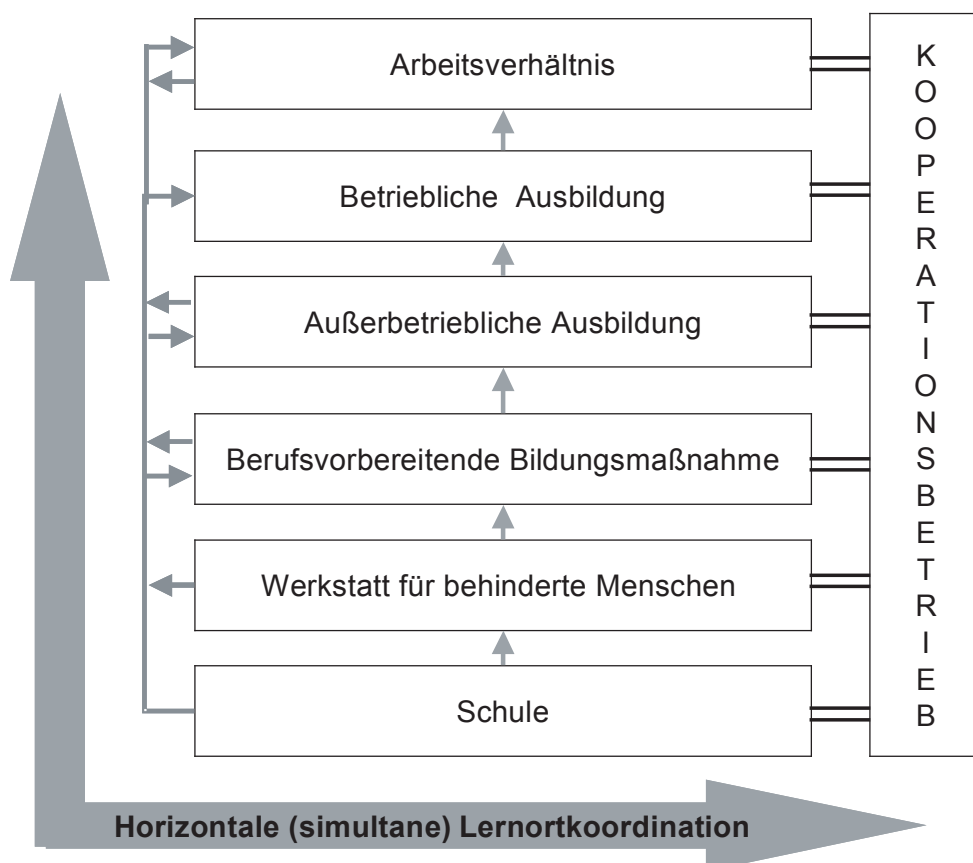 Arbeitsverhältnis
Betriebliche Ausbildung
Außerbetriebliche Ausbildung
Berufsvorbereitende Bildungsmaßnahme
Werkstatt für behinderte Menschen
Schule
KOOPERATIONSBETRIEB
Horizontale (simultane) Lernortkoordination